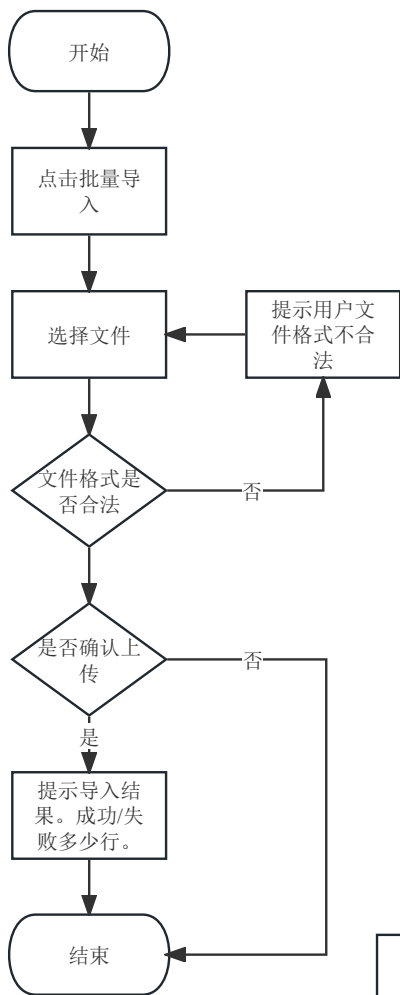 开始
点击批量导
入
选择文件
提示用户文
件格式不合
法
文件格式是
否合法
否
是否确认上
传
否
是
提示导入结
果。成功/失
败多少行。
结束